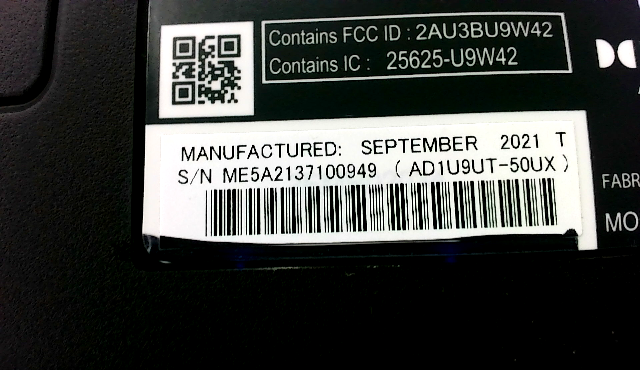 Contains FCC ID : 2AU3BU9W42
Contains IC : 25625-U9W42
MANUFACTURED: SEPTEMBER 2021 T
S/N ME5A2137100949 ( AD1U9UT-50UX )
FABR
MO